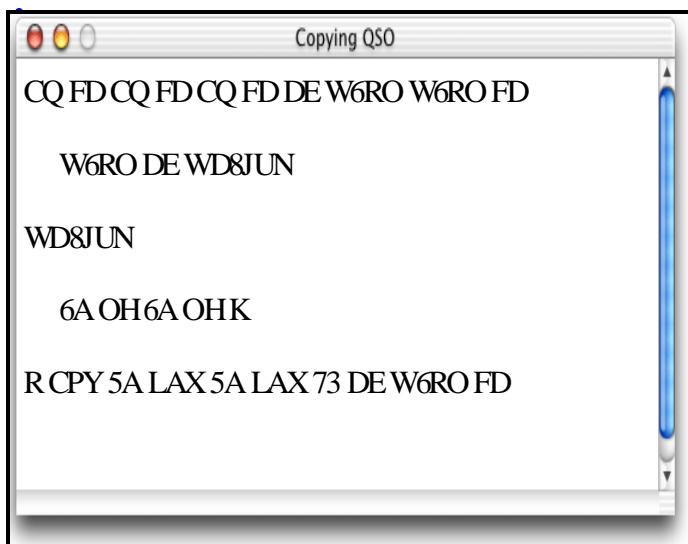 Copying QSO
CQ FD CQ FD CQ FD DE W6RO W6RO FD
W6RO DE WD8JUN
WD8JUN
6A OH 6A OH K
R CPY 5A LAX 5A LAX 73 DE W6RO FD